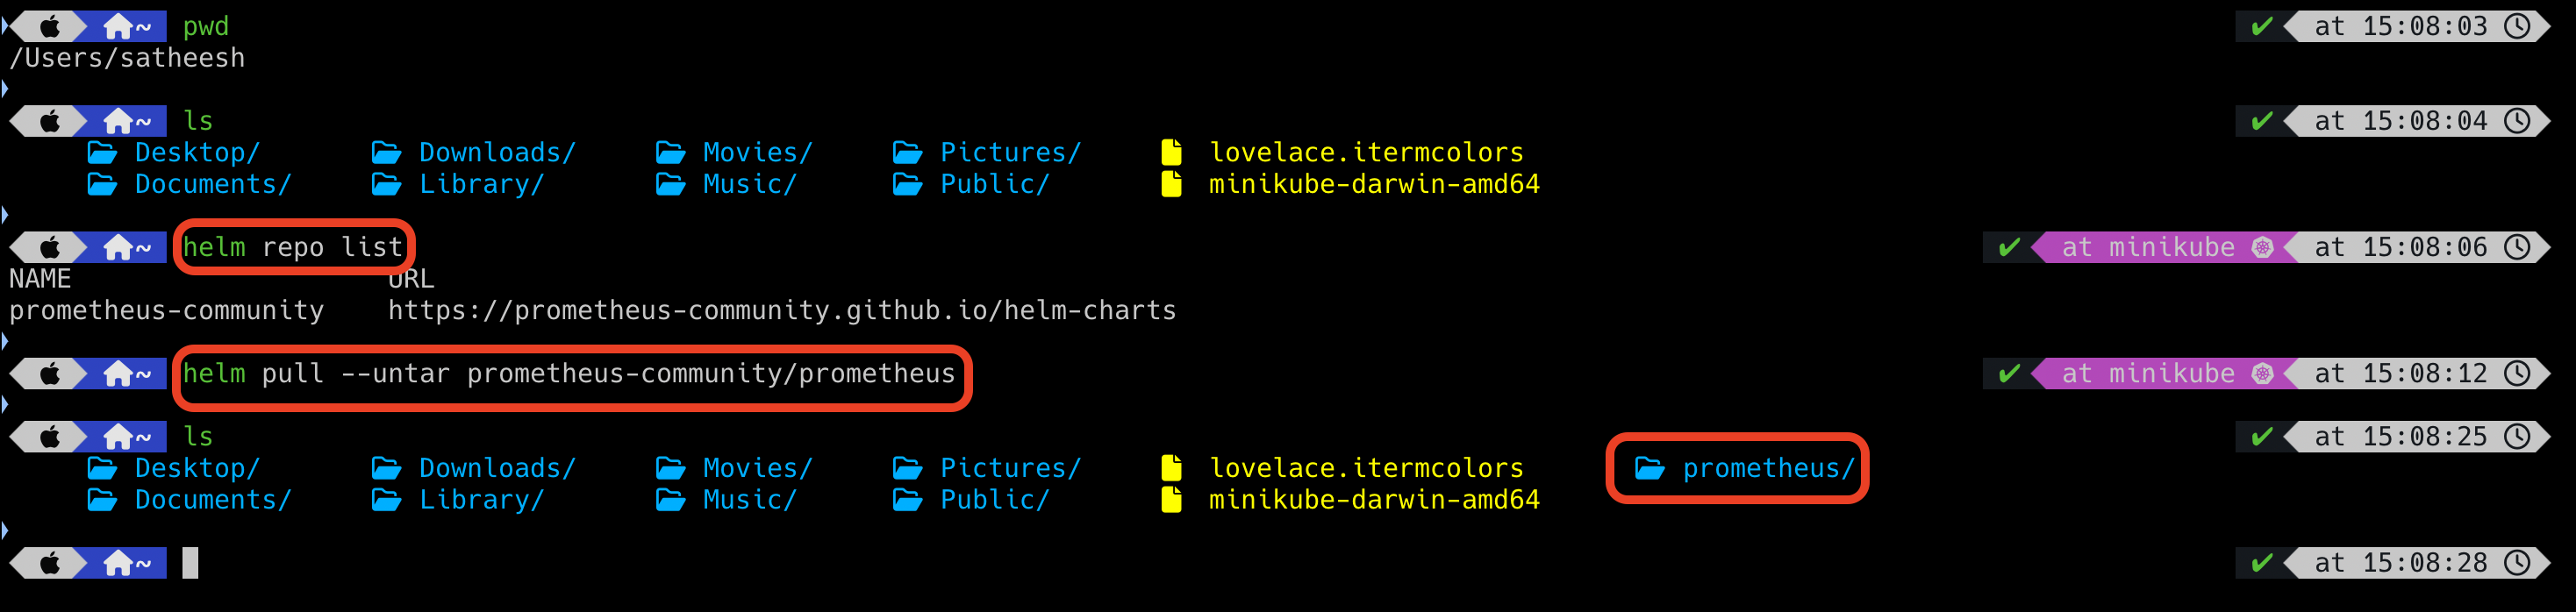 ~ pwd ✔ at 15:08:03
/Users/satheesh
~ ls ✔ at 15:08:04
Desktop/ Downloads/ Movies/ Pictures/ lovelace.itermcolors
Documents/ Library/ Music/ Public/ minikube-darwin-amd64
~ helm repo list ✔ at minikube at 15:08:06
NAME URL
prometheus-community https://prometheus-community.github.io/helm-charts
~ helm pull --untar prometheus-community/prometheus ✔ at minikube at 15:08:12
~ ls ✔ at 15:08:25
Desktop/ Downloads/ Movies/ Pictures/ lovelace.itermcolors prometheus/
Documents/ Library/ Music/ Public/ minikube-darwin-amd64
~ ✔ at 15:08:28